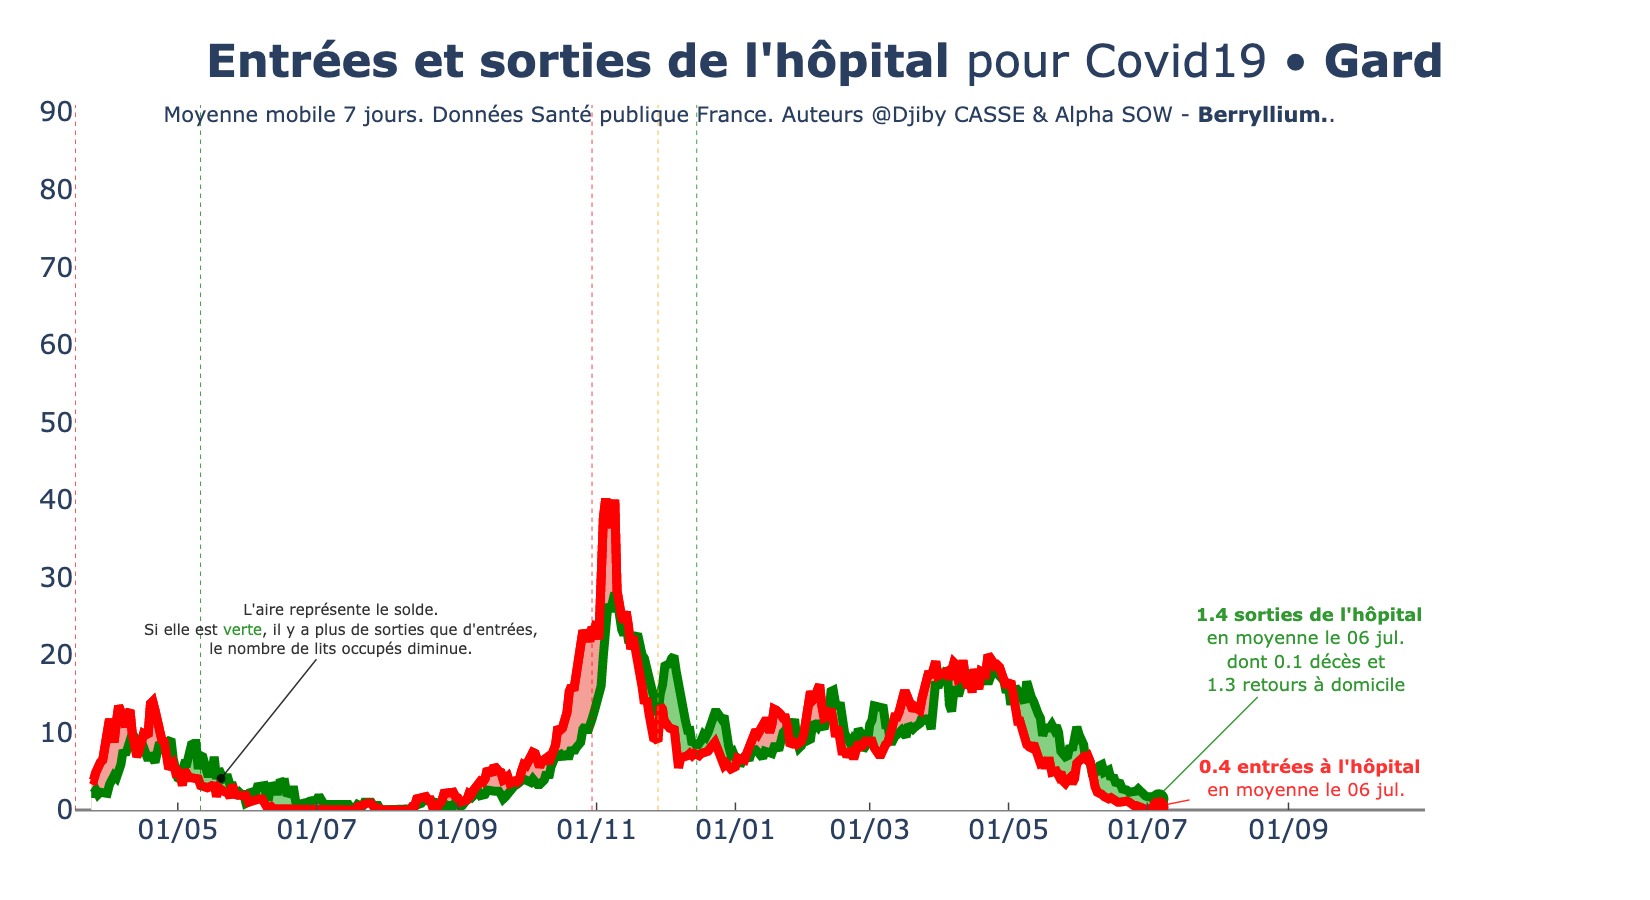 Entrées et sorties de l'hôpital pour Covid19 • Gard
Moyenne mobile 7 jours. Données Santé publique France. Auteurs @Djiby CASSE & Alpha SOW - Berryllium..
90
80
70
60
50
40
30
20
10
0
L'aire représente le solde.
Si elle est verte, il y a plus de sorties que d'entrées,
le nombre de lits occupés diminue.
1.4 sorties de l'hôpital
en moyenne le 06 jul.
dont 0.1 décès et
1.3 retours à domicile
0.4 entrées à l'hôpital
en moyenne le 06 jul.
01/05 01/07 01/09 01/11 01/01 01/03 01/05 01/07 01/09